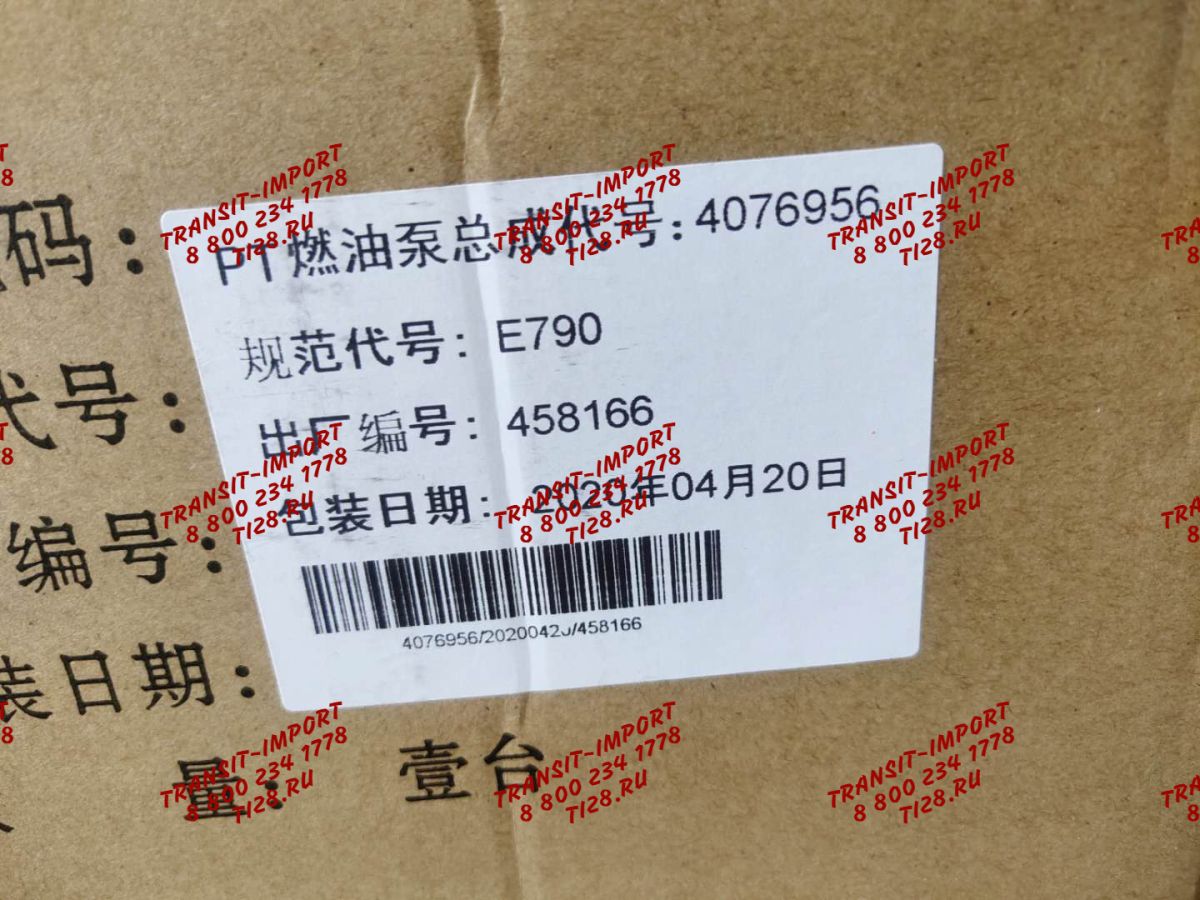 PT燃油泵总成代号:4076956
规范代号: E790
出厂编号: 458166
包装日期: 2020年04月20日
4076956/20200420/458166
码:
代号:
编号:
装日期:
量: 壹台
TRANSIT-IMPORT
8 800 234 1778
TI28.RU